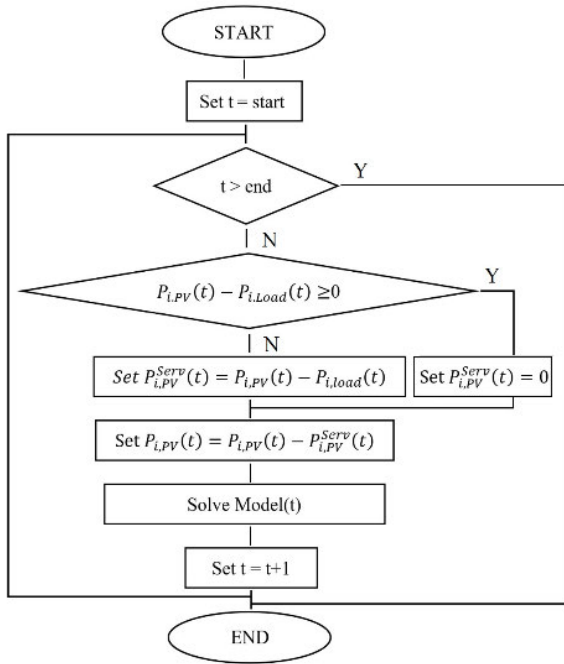 START
Set t = start
t > end
Y
N
P_{i.PV}(t) − P_{i.Load}(t) ≥0
Y
N
Set P_{i,PV}^{Serv}(t) = P_{i,PV}(t) − P_{i,load}(t)
Set P_{i,PV}^{Serv}(t) = 0
Set P_{i,PV}(t) = P_{i,PV}(t) − P_{i,PV}^{Serv}(t)
Solve Model(t)
Set t = t+1
END